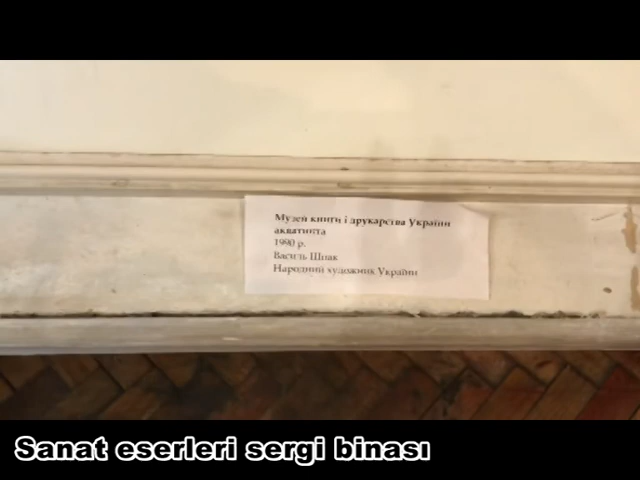 Музей книги і друкарства України
акватинта
1990 р.
Василь Шпак
Народний художник України
Sanat eserleri sergi binası